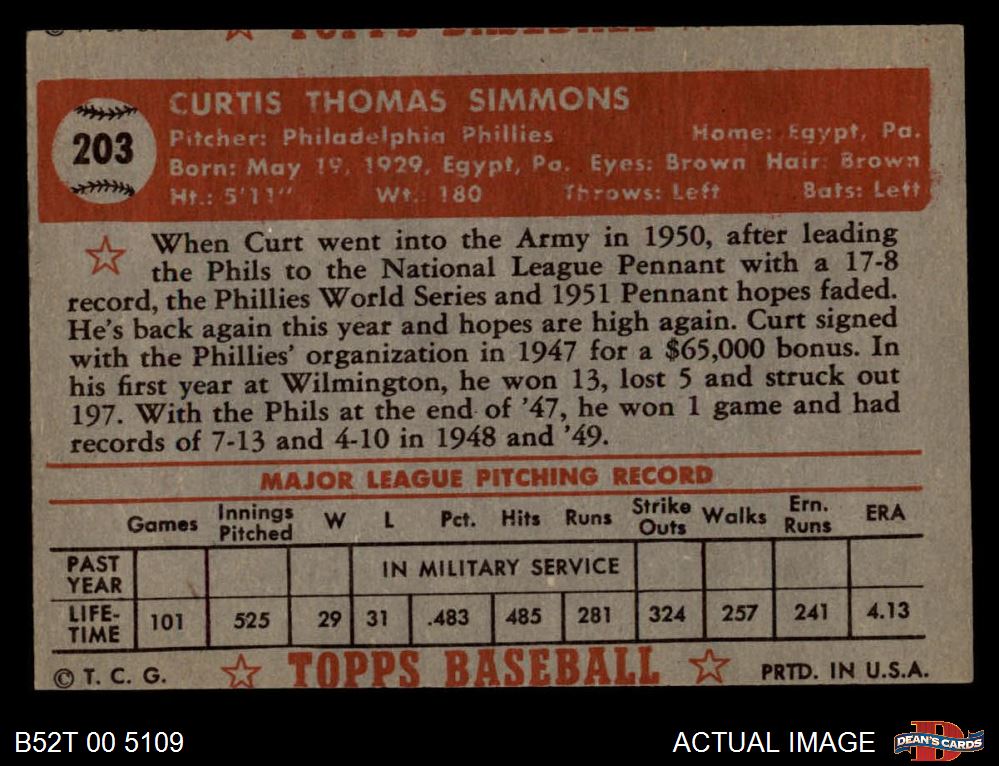 TOPPS BASEBALL
203
CURTIS THOMAS SIMMONS
Pitcher: Philadelphia Phillies Home: Egypt, Pa.
Born: May 19, 1929, Egypt, Pa. Eyes: Brown Hair: Brown
Ht.: 5'11" Wt.: 180 Throws: Left Bats: Left
When Curt went into the Army in 1950, after leading
the Phils to the National League Pennant with a 17-8
record, the Phillies World Series and 1951 Pennant hopes faded.
He's back again this year and hopes are high again. Curt signed
with the Phillies' organization in 1947 for a $65,000 bonus. In
his first year at Wilmington, he won 13, lost 5 and struck out
197. With the Phils at the end of '47, he won 1 game and had
records of 7-13 and 4-10 in 1948 and '49.
MAJOR LEAGUE PITCHING RECORD
Games Innings Pitched W L Pct. Hits Runs Strike Outs Walks Ern. Runs ERA
PAST YEAR IN MILITARY SERVICE
LIFE-TIME 101 525 29 31 .483 485 281 324 257 241 4.13
© T. C. G. TOPPS BASEBALL PRTD. IN U.S.A.
B52T 00 5109 ACTUAL IMAGE DEAN'S CARDS